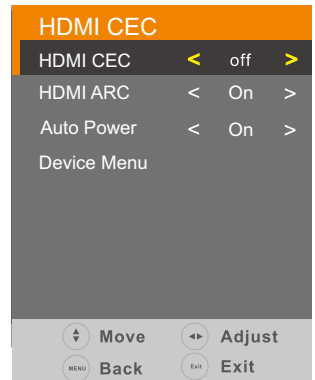 HDMI CEC
HDMI CEC < off >
HDMI ARC < On >
Auto Power < On >
Device Menu
Move Adjust
MENU Back Exit Exit